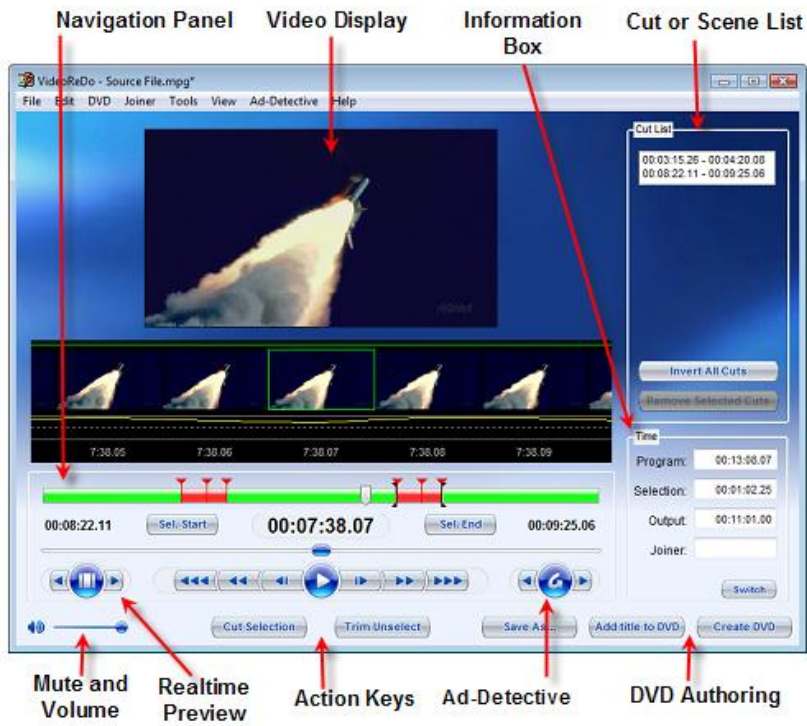 Navigation Panel
Video Display
Information
Box
Cut or Scene List
VideoReDo - Source File.mpg*
File Edit DVD Joiner Tools View Ad-Detective Help
Cut List
00:03:15.26 - 00:04:20.08
00:08:22.11 - 00:09:25.06
Invert All Cuts
Remove Selected Cuts
7:38.05 7:38.06 7:38.07 7:38.08 7:38.09
Time
Program: 00:13:08.07
Selection: 00:01:02.25
Output: 00:11:01.00
Joiner:
Switch
00:08:22.11 Sel. Start 00:07:38.07 Sel. End 00:09:25.06
Cut Selection Trim Unselect Save As... Add title to DVD Create DVD
Mute and
Volume
Realtime
Preview
Action Keys
Ad-Detective
DVD Authoring